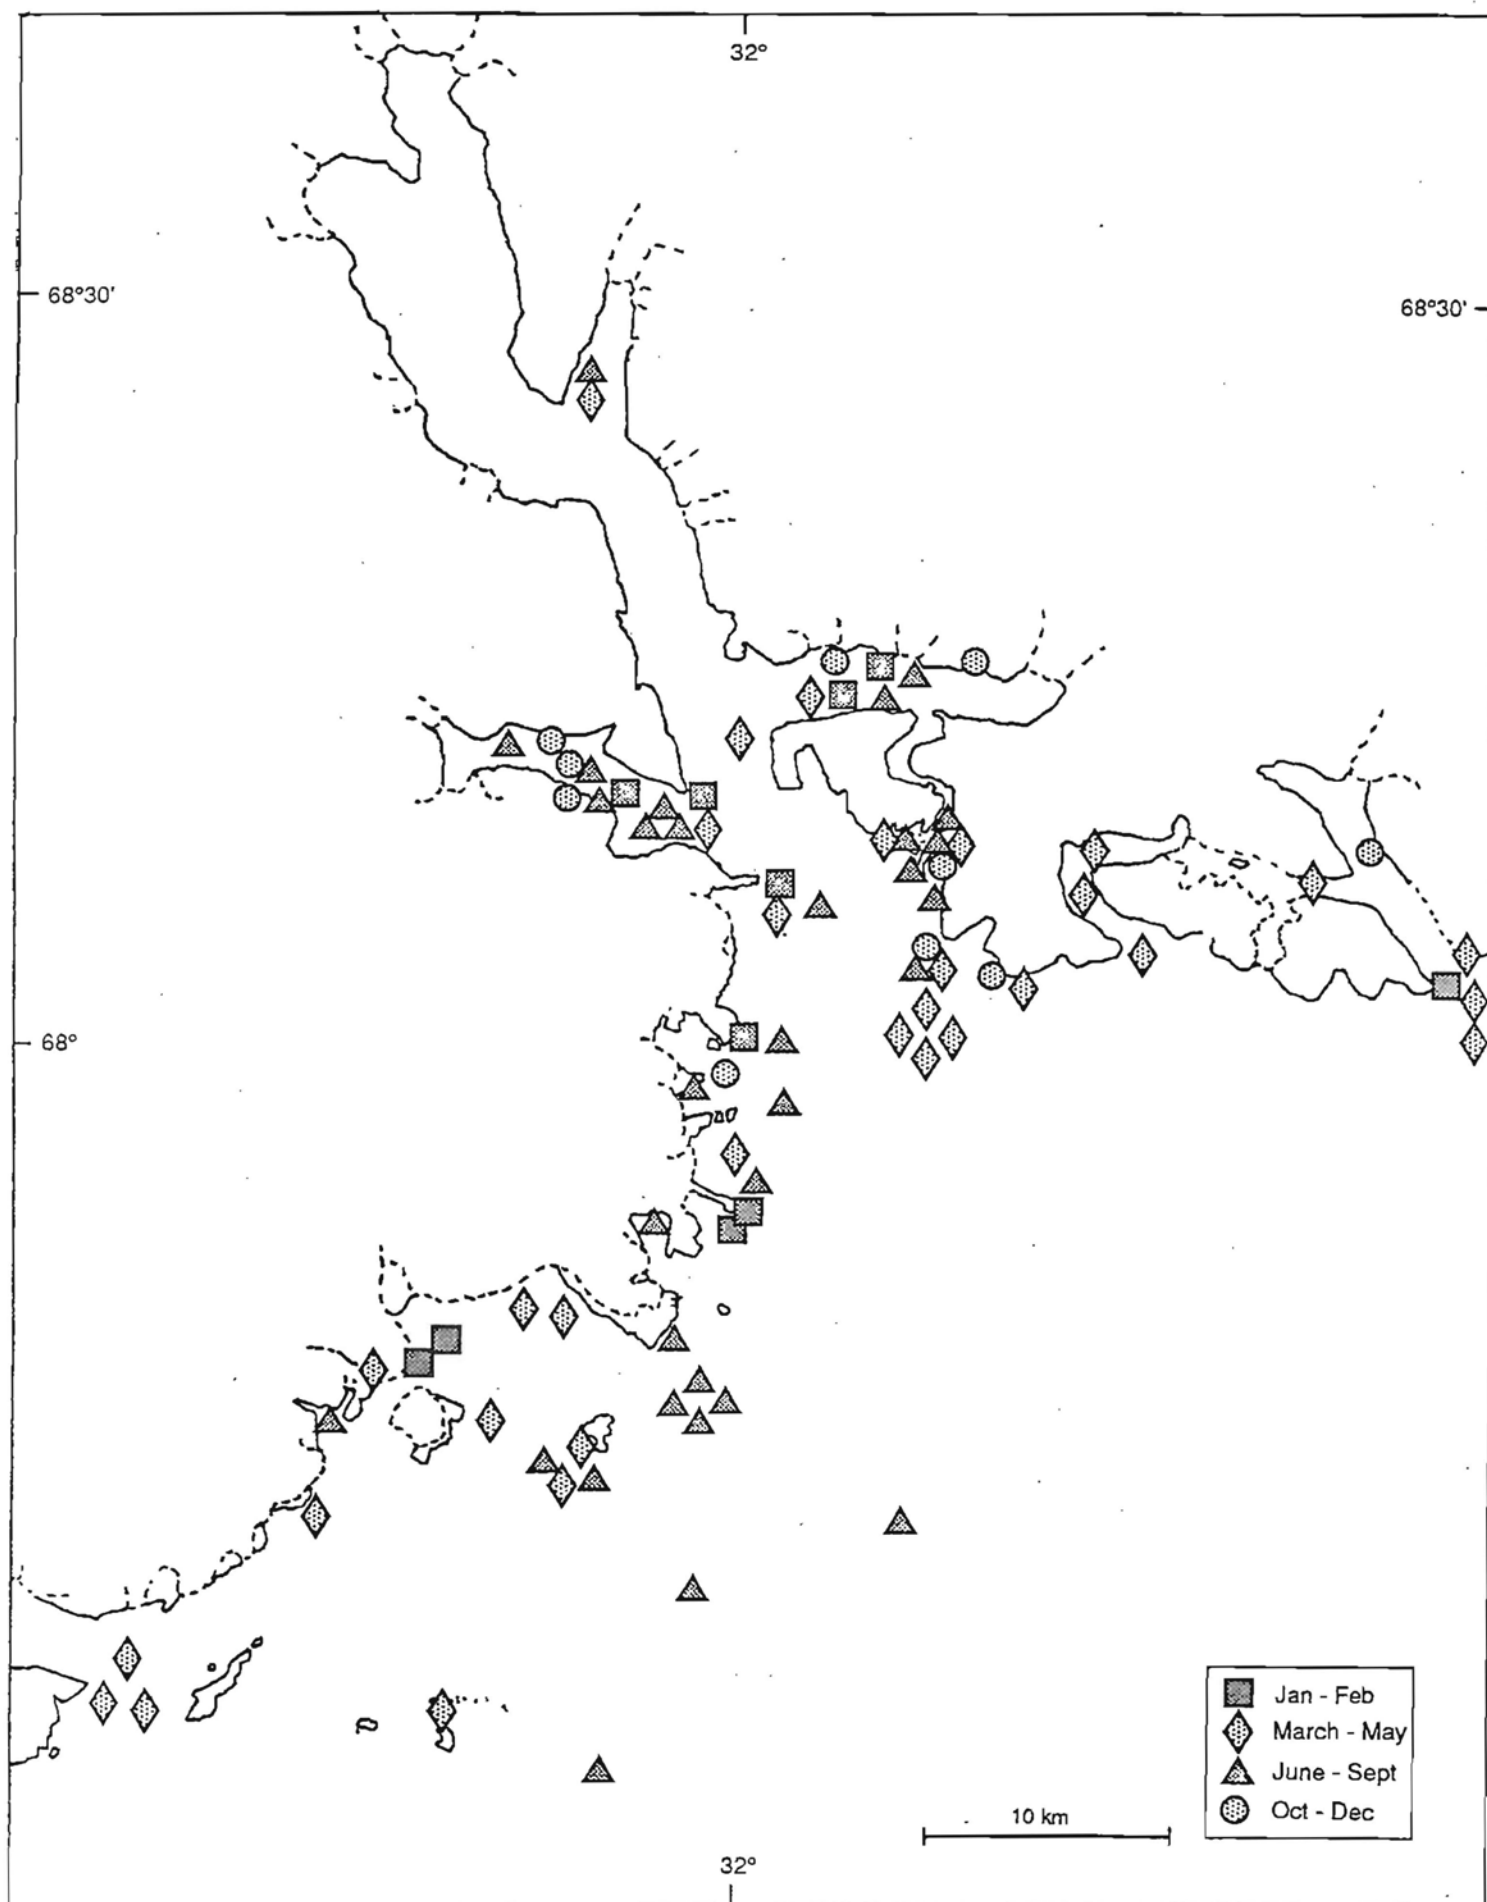 32°
68°30'
68°30'
68°
Jan - Feb
March - May
June - Sept
Oct - Dec
10 km
32°